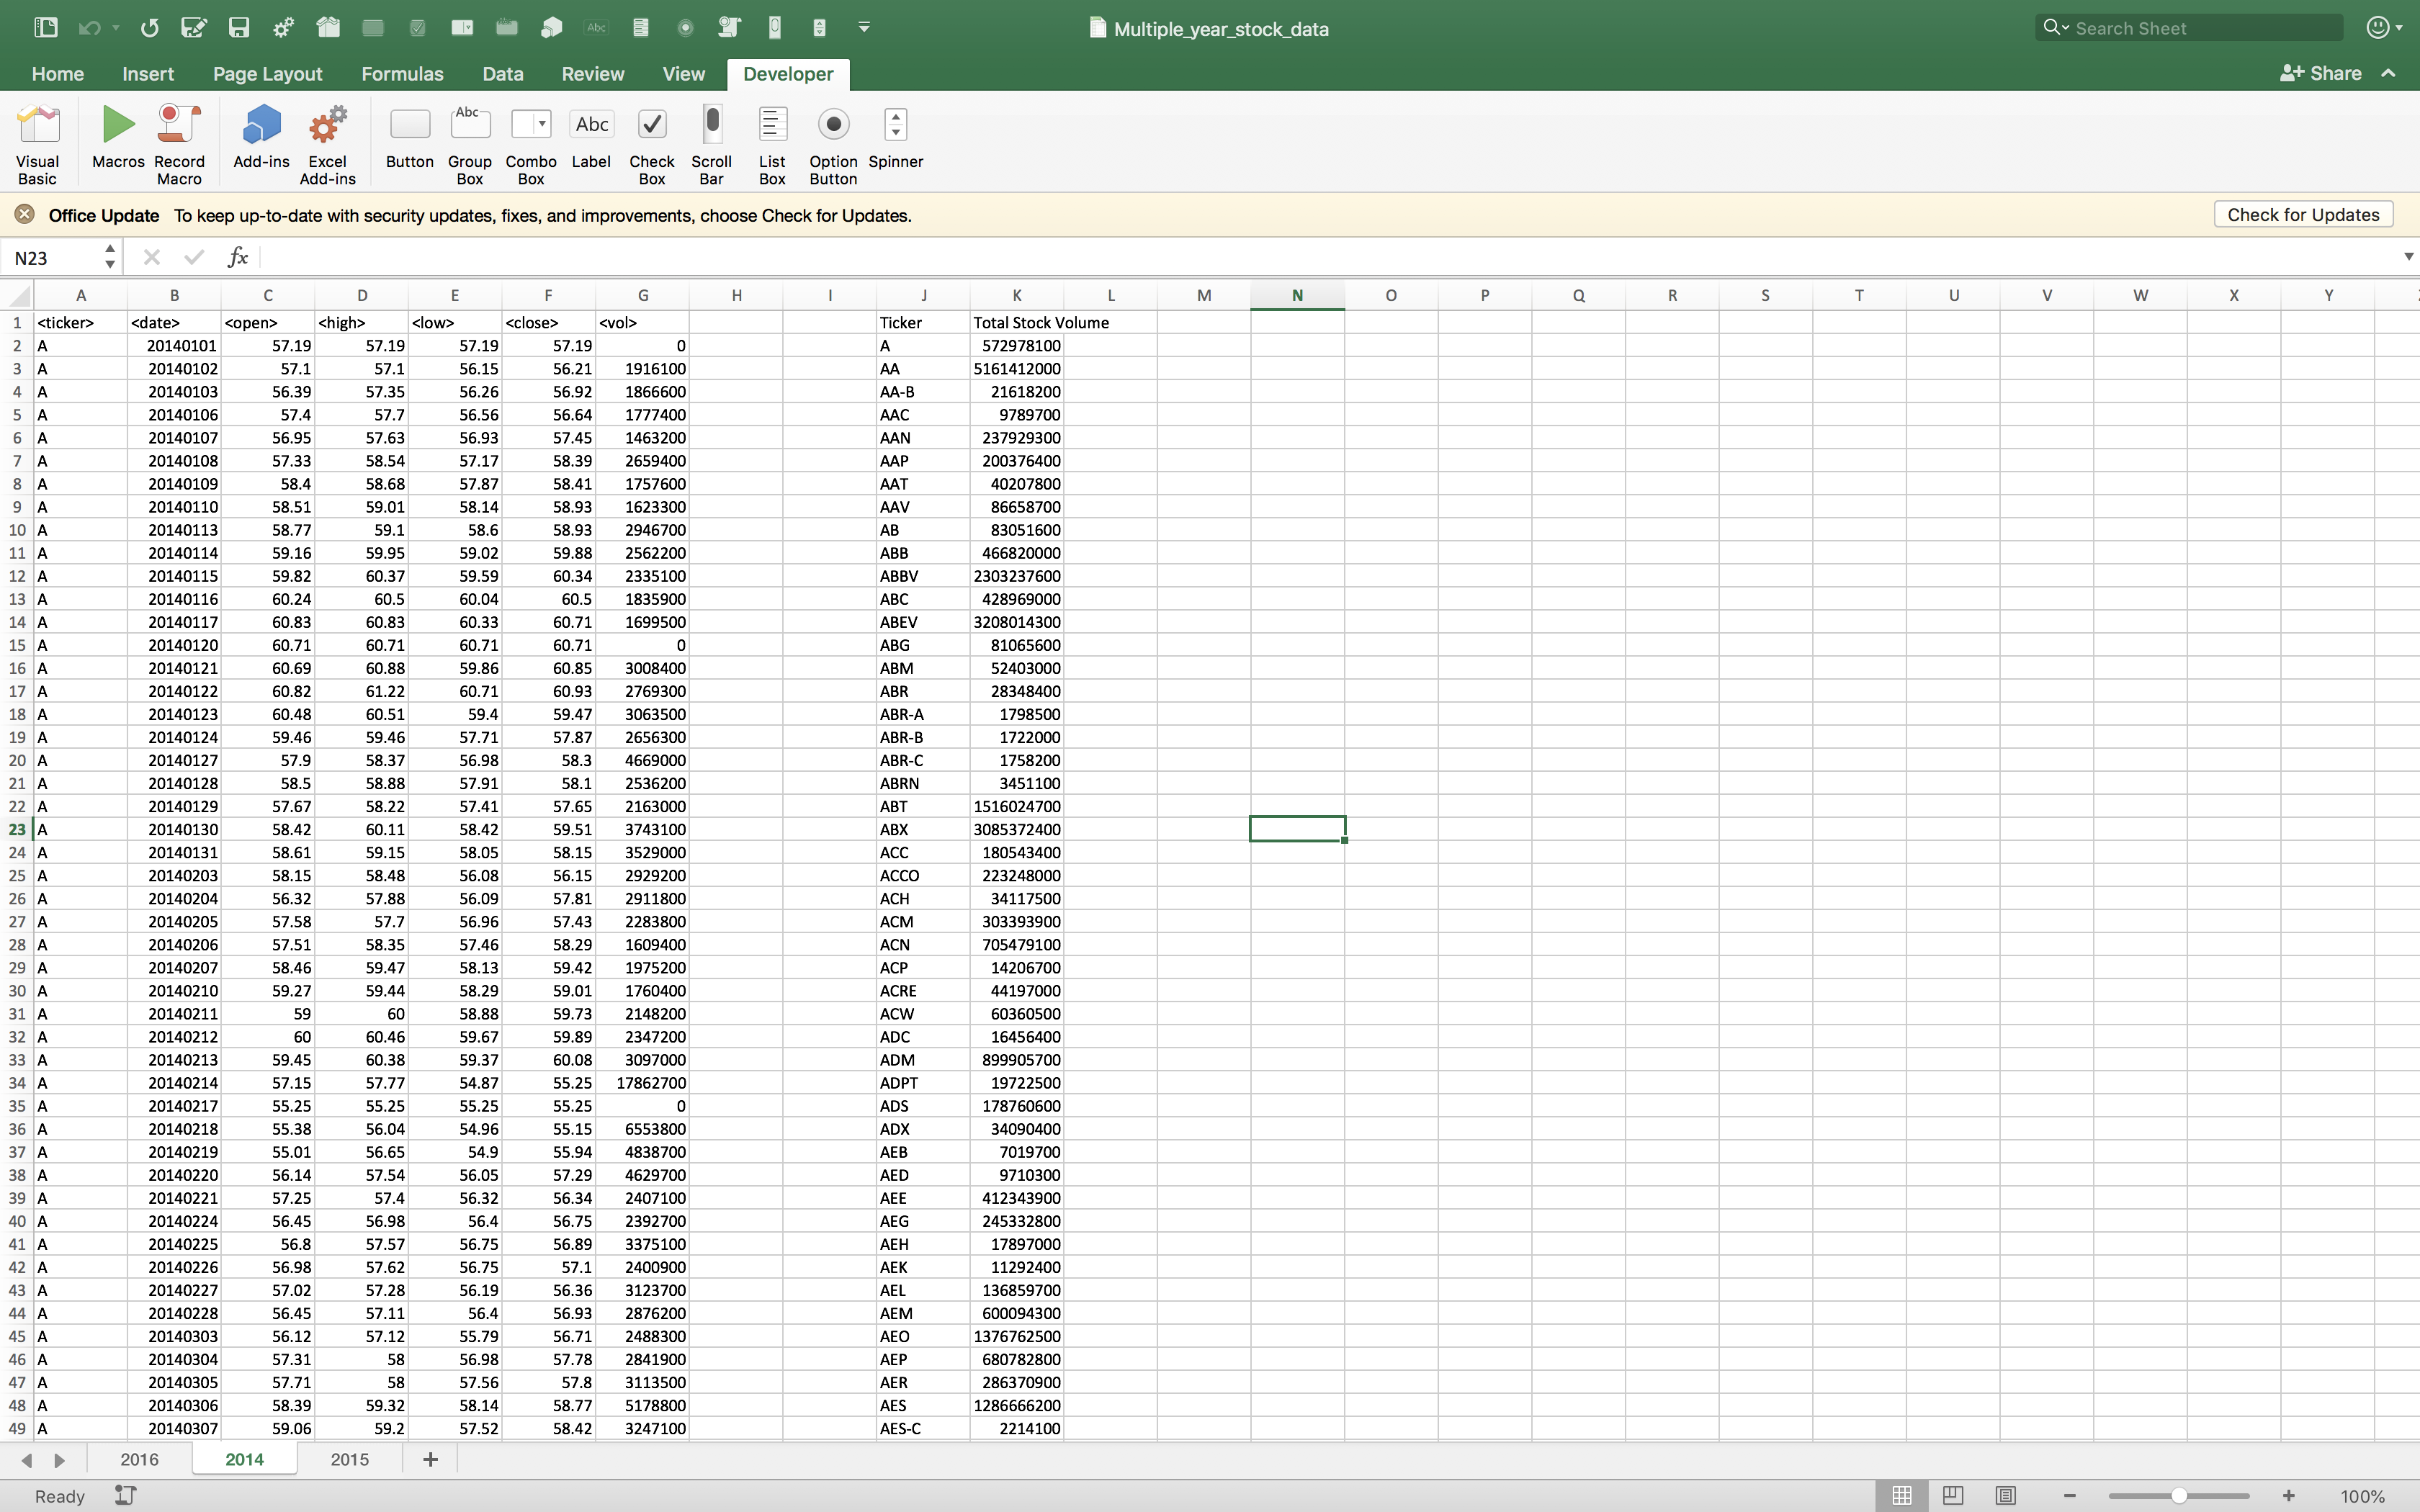 Multiple_year_stock_data
Search Sheet
Home Insert Page Layout Formulas Data Review View Developer
Share
Abc
Abc Abc
Visual Basic Macros Record Macro Add-ins Excel Add-ins Button Group Box Combo Box Label Check Box Scroll Bar List Box Option Button Spinner
Office Update To keep up-to-date with security updates, fixes, and improvements, choose Check for Updates. Check for Updates
N23 fx
A B C D E F G H I J K L M N O P Q R S T U V W X Y
1 <ticker> <date> <open> <high> <low> <close> <vol> Ticker Total Stock Volume
2 A 20140101 57.19 57.19 57.19 57.19 0 A 572978100
3 A 20140102 57.1 57.1 56.15 56.21 1916100 AA 5161412000
4 A 20140103 56.39 57.35 56.26 56.92 1866600 AA-B 21618200
5 A 20140106 57.4 57.7 56.56 56.64 1777400 AAC 9789700
6 A 20140107 56.95 57.63 56.93 57.45 1463200 AAN 237929300
7 A 20140108 57.33 58.54 57.17 58.39 2659400 AAP 200376400
8 A 20140109 58.4 58.68 57.87 58.41 1757600 AAT 40207800
9 A 20140110 58.51 59.01 58.14 58.93 1623300 AAV 86658700
10 A 20140113 58.77 59.1 58.6 58.93 2946700 AB 83051600
11 A 20140114 59.16 59.95 59.02 59.88 2562200 ABB 466820000
12 A 20140115 59.82 60.37 59.59 60.34 2335100 ABBV 2303237600
13 A 20140116 60.24 60.5 60.04 60.5 1835900 ABC 428969000
14 A 20140117 60.83 60.83 60.33 60.71 1699500 ABEV 3208014300
15 A 20140120 60.71 60.71 60.71 60.71 0 ABG 81065600
16 A 20140121 60.69 60.88 59.86 60.85 3008400 ABM 52403000
17 A 20140122 60.82 61.22 60.71 60.93 2769300 ABR 28348400
18 A 20140123 60.48 60.51 59.4 59.47 3063500 ABR-A 1798500
19 A 20140124 59.46 59.46 57.71 57.87 2656300 ABR-B 1722000
20 A 20140127 57.9 58.37 56.98 58.3 4669000 ABR-C 1758200
21 A 20140128 58.5 58.88 57.91 58.1 2536200 ABRN 3451100
22 A 20140129 57.67 58.22 57.41 57.65 2163000 ABT 1516024700
23 A 20140130 58.42 60.11 58.42 59.51 3743100 ABX 3085372400
24 A 20140131 58.61 59.15 58.05 58.15 3529000 ACC 180543400
25 A 20140203 58.15 58.48 56.08 56.15 2929200 ACCO 223248000
26 A 20140204 56.32 57.88 56.09 57.81 2911800 ACH 34117500
27 A 20140205 57.58 57.7 56.96 57.43 2283800 ACM 303393900
28 A 20140206 57.51 58.35 57.46 58.29 1609400 ACN 705479100
29 A 20140207 58.46 59.47 58.13 59.42 1975200 ACP 14206700
30 A 20140210 59.27 59.44 58.29 59.01 1760400 ACRE 44197000
31 A 20140211 59 60 58.88 59.73 2148200 ACW 60360500
32 A 20140212 60 60.46 59.67 59.89 2347200 ADC 16456400
33 A 20140213 59.45 60.38 59.37 60.08 3097000 ADM 899905700
34 A 20140214 57.15 57.77 54.87 55.25 17862700 ADPT 19722500
35 A 20140217 55.25 55.25 55.25 55.25 0 ADS 178760600
36 A 20140218 55.38 56.04 54.96 55.15 6553800 ADX 34090400
37 A 20140219 55.01 56.65 54.9 55.94 4838700 AEB 7019700
38 A 20140220 56.14 57.54 56.05 57.29 4629700 AED 9710300
39 A 20140221 57.25 57.4 56.32 56.34 2407100 AEE 412343900
40 A 20140224 56.45 56.98 56.4 56.75 2392700 AEG 245332800
41 A 20140225 56.8 57.57 56.75 56.89 3375100 AEH 17897000
42 A 20140226 56.98 57.62 56.75 57.1 2400900 AEK 11292400
43 A 20140227 57.02 57.28 56.19 56.36 3123700 AEL 136859700
44 A 20140228 56.45 57.11 56.4 56.93 2876200 AEM 600094300
45 A 20140303 56.12 57.12 55.79 56.71 2488300 AEO 1376762500
46 A 20140304 57.31 58 56.98 57.78 2841900 AEP 680782800
47 A 20140305 57.71 58 57.56 57.8 3113500 AER 286370900
48 A 20140306 58.39 59.32 58.14 58.77 5178800 AES 1286666200
49 A 20140307 59.06 59.2 57.52 58.42 3247100 AES-C 2214100
2016 2014 2015 +
Ready 100%